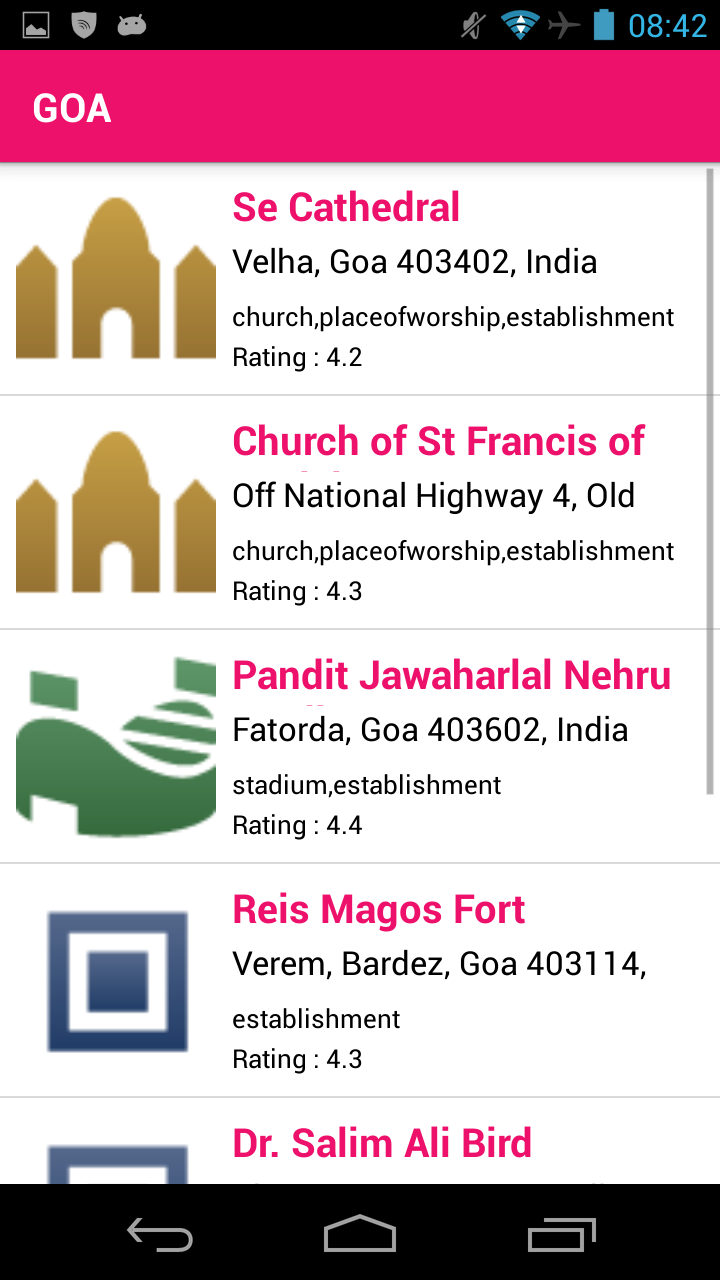 08:42
GOA
Se Cathedral
Velha, Goa 403402, India
church,placeofworship,establishment
Rating : 4.2
Church of St Francis of
Off National Highway 4, Old
church,placeofworship,establishment
Rating : 4.3
Pandit Jawaharlal Nehru
Fatorda, Goa 403602, India
stadium,establishment
Rating : 4.4
Reis Magos Fort
Verem, Bardez, Goa 403114,
establishment
Rating : 4.3
Dr. Salim Ali Bird